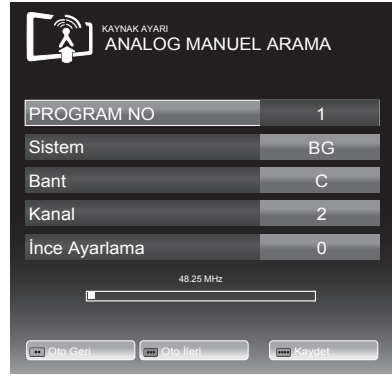 KAYNAK AYARI
ANALOG MANUEL ARAMA
PROGRAM NO 1
Sistem BG
Bant C
Kanal 2
İnce Ayarlama 0
48.25 MHz
Oto Geri Oto İleri Kaydet